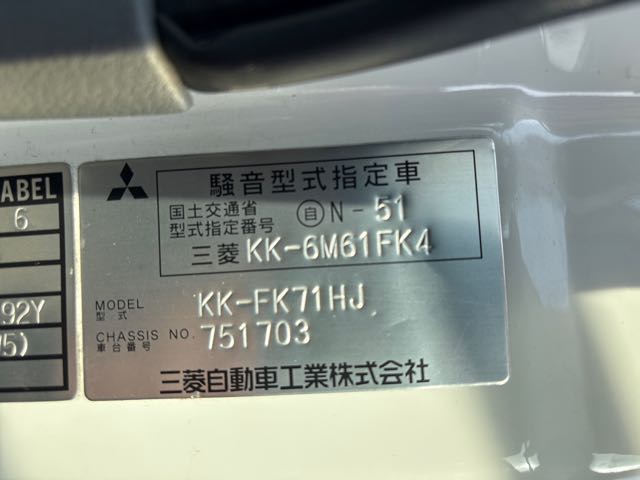 ABEL
6
92Y
5)
騒音型式指定車
国土交通省
型式指定番号 自 N-51
三菱 KK-6M61FK4
MODEL
型式 KK-FK71HJ
CHASSIS NO.
車台番号 751703
三菱自動車工業株式会社